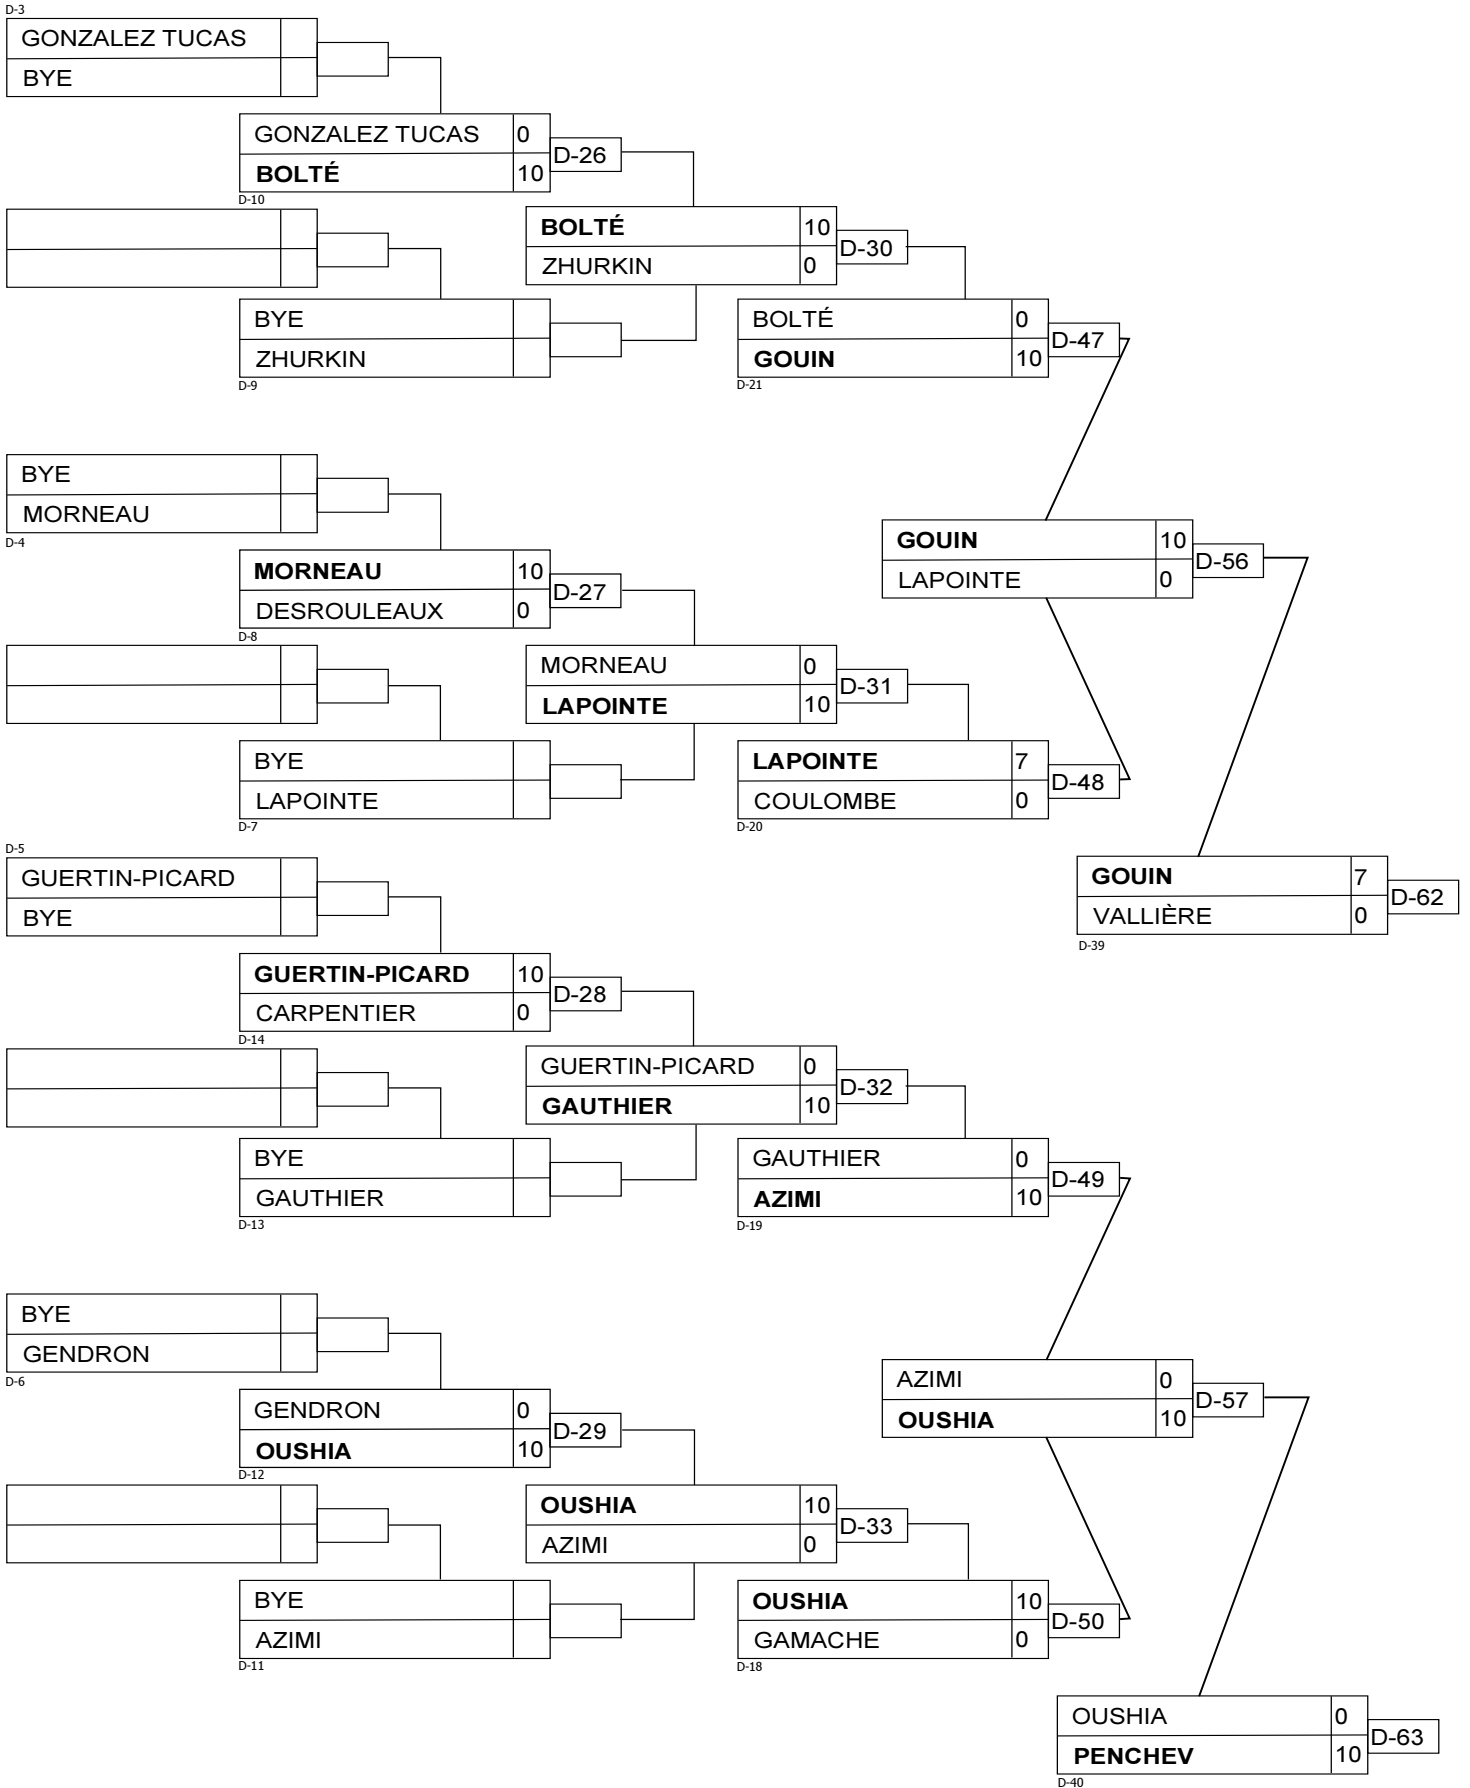 D-3
GONZALEZ TUCAS
BYE
GONZALEZ TUCAS 0
BOLTÉ 10
D-26
D-10
BOLTÉ 10
ZHURKIN 0
D-30
BYE
ZHURKIN
D-9
BOLTÉ 0
GOUIN 10
D-47
D-21
BYE
MORNEAU
D-4
MORNEAU 10
DESROULEAUX 0
D-27
D-8
GOUIN 10
LAPOINTE 0
D-56
MORNEAU 0
LAPOINTE 10
D-31
BYE
LAPOINTE
D-7
LAPOINTE 7
COULOMBE 0
D-48
D-20
D-5
GUERTIN-PICARD
BYE
GOUIN 7
VALLIÈRE 0
D-62
D-39
GUERTIN-PICARD 10
CARPENTIER 0
D-28
D-14
GUERTIN-PICARD 0
GAUTHIER 10
D-32
BYE
GAUTHIER
D-13
GAUTHIER 0
AZIMI 10
D-49
D-19
BYE
GENDRON
D-6
GENDRON 0
OUSHIA 10
D-29
D-12
AZIMI 0
OUSHIA 10
D-57
OUSHIA 10
AZIMI 0
D-33
BYE
AZIMI
D-11
OUSHIA 10
GAMACHE 0
D-50
D-18
OUSHIA 0
PENCHEV 10
D-63
D-40